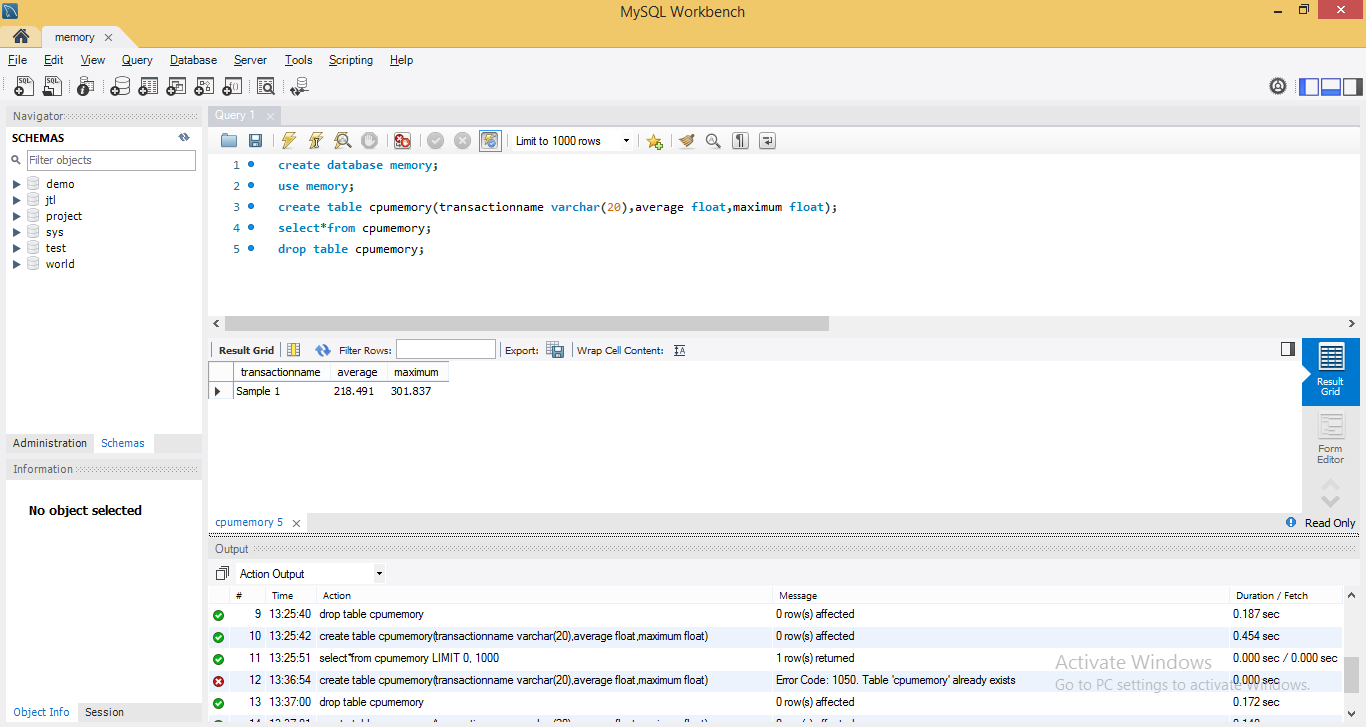 MySQL Workbench
memory
File Edit View Query Database Server Tools Scripting Help
Navigator
SCHEMAS
Filter objects
demo
jtl
project
sys
test
world
Administration Schemas
Information
No object selected
Object Info Session
Query 1
Limit to 1000 rows
1 create database memory;
2 use memory;
3 create table cpumemory(transactionname varchar(20),average float,maximum float);
4 select*from cpumemory;
5 drop table cpumemory;
Result Grid Filter Rows: Export: Wrap Cell Content:
transactionname average maximum
Sample 1 218.491 301.837
Result
Grid
Form
Editor
cpumemory 5
Read Only
Output
Action Output
# Time Action Message Duration / Fetch
9 13:25:40 drop table cpumemory 0 row(s) affected 0.187 sec
10 13:25:42 create table cpumemory(transactionname varchar(20),average float,maximum float) 0 row(s) affected 0.454 sec
11 13:25:51 select*from cpumemory LIMIT 0, 1000 1 row(s) returned 0.000 sec / 0.000 sec
12 13:36:54 create table cpumemory(transactionname varchar(20),average float,maximum float) Error Code: 1050. Table 'cpumemory' already exists 0.000 sec
13 13:37:00 drop table cpumemory 0 row(s) affected 0.172 sec
Activate Windows
Go to PC settings to activate Windows.